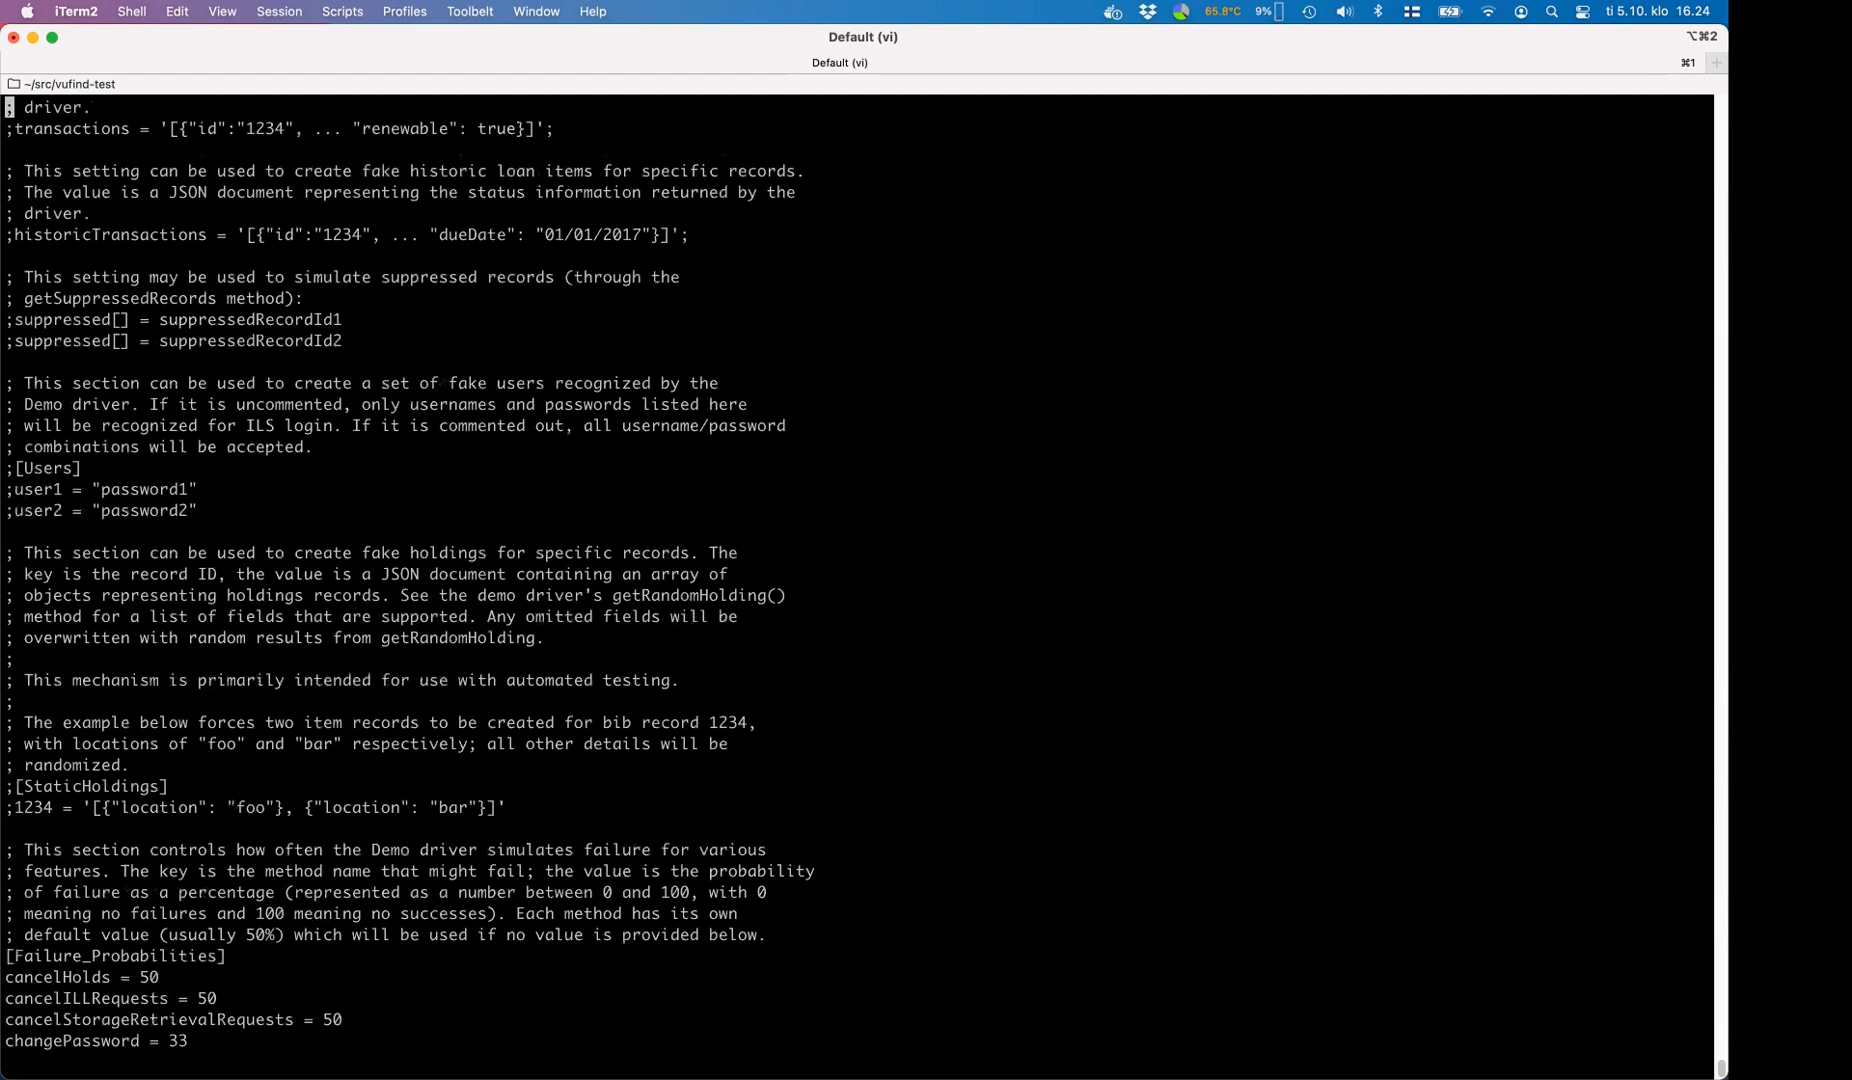 iTerm2 Shell Edit View Session Scripts Profiles Toolbelt Window Help 65.8°C 9% ti 5.10. klo 16.24
Default (vi) ⌥⌘2
Default (vi) ⌘1 +
~/src/vufind-test
; driver.
;transactions = '[{"id":"1234", ... "renewable": true}]';
; This setting can be used to create fake historic loan items for specific records.
; The value is a JSON document representing the status information returned by the
; driver.
;historicTransactions = '[{"id":"1234", ... "dueDate": "01/01/2017"}]';
; This setting may be used to simulate suppressed records (through the
; getSuppressedRecords method):
;suppressed[] = suppressedRecordId1
;suppressed[] = suppressedRecordId2
; This section can be used to create a set of fake users recognized by the
; Demo driver. If it is uncommented, only usernames and passwords listed here
; will be recognized for ILS login. If it is commented out, all username/password
; combinations will be accepted.
;[Users]
;user1 = "password1"
;user2 = "password2"
; This section can be used to create fake holdings for specific records. The
; key is the record ID, the value is a JSON document containing an array of
; objects representing holdings records. See the demo driver's getRandomHolding()
; method for a list of fields that are supported. Any omitted fields will be
; overwritten with random results from getRandomHolding.
;
; This mechanism is primarily intended for use with automated testing.
;
; The example below forces two item records to be created for bib record 1234,
; with locations of "foo" and "bar" respectively; all other details will be
; randomized.
;[StaticHoldings]
;1234 = '[{"location": "foo"}, {"location": "bar"}]'
; This section controls how often the Demo driver simulates failure for various
; features. The key is the method name that might fail; the value is the probability
; of failure as a percentage (represented as a number between 0 and 100, with 0
; meaning no failures and 100 meaning no successes). Each method has its own
; default value (usually 50%) which will be used if no value is provided below.
[Failure_Probabilities]
cancelHolds = 50
cancelILLRequests = 50
cancelStorageRetrievalRequests = 50
changePassword = 33